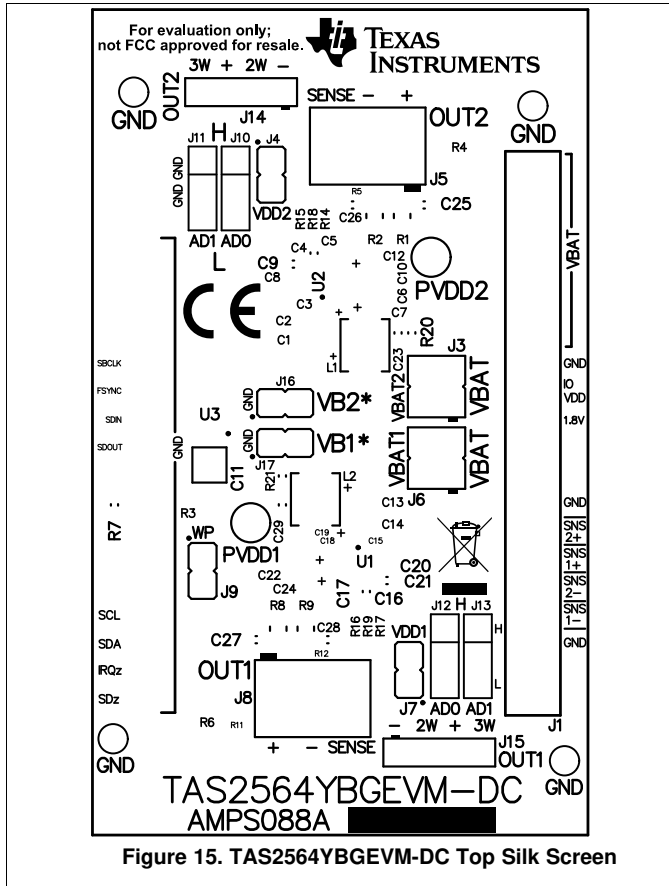 For evaluation only;
not FCC approved for resale.
TEXAS
INSTRUMENTS
3W + 2W -
OUT2
J14
GND
SENSE - +
OUT2
GND
R4
J5
J11
H
J10
J4
GND GND
VDD2
AD1
AD0
L
R5
C25
C26
R15
R18
R14
R2
R1
C4
C5
C12
C9
C8
U2
C10
PVDD2
C6
C3
C7
C2
C1
L1
R20
C23
J3
VBAT2
VBAT
VBAT
CE
SBCLK
FSYNC
SDIN
SDOUT
GND
J16
GND
VB2*
U3
GND
VB1*
J17
C11
VBAT1
VBAT
J6
GND
IO
VDD
1.8V
R21
L2
C13
C14
C29
C19
C18
C15
R7
R3
WP
PVDD1
J9
U1
C22
C24
C17
C16
C20
C21
GND
SNS
2+
SNS
1+
SNS
2-
SNS
1-
GND
R8
R9
C28
R16
R19
R17
J12
H
J13
H
L
SCL
SDA
IRQz
SDz
C27
R12
OUT1
J8
VDD1
J7
AD0
AD1
R6
R11
+ - SENSE
- 2W + 3W
J15
J1
OUT1
GND
GND
TAS2564YBGEVM-DC
AMPS088A
Figure 15. TAS2564YBGEVM-DC Top Silk Screen